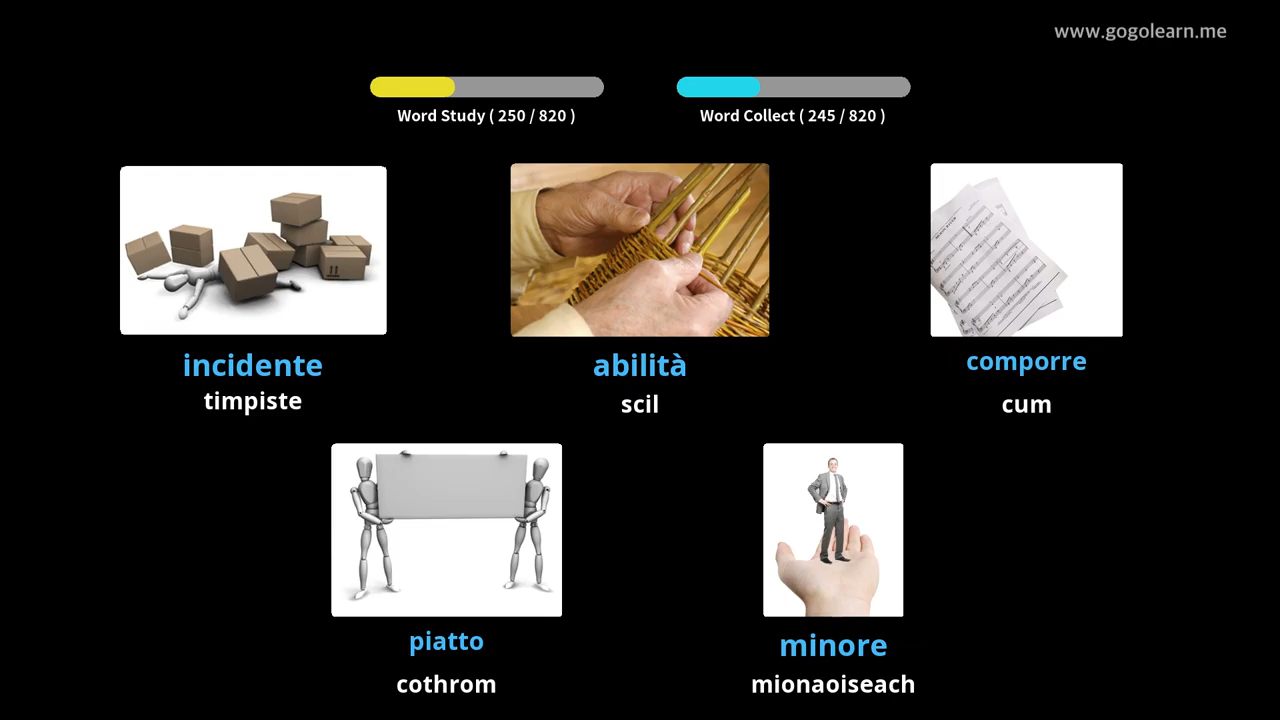 www.gogolearn.me
Word Study ( 250 / 820 )
Word Collect ( 245 / 820 )
incidente
timpiste
abilità
scil
comporre
cum
piatto
cothrom
minore
mionaoiseach